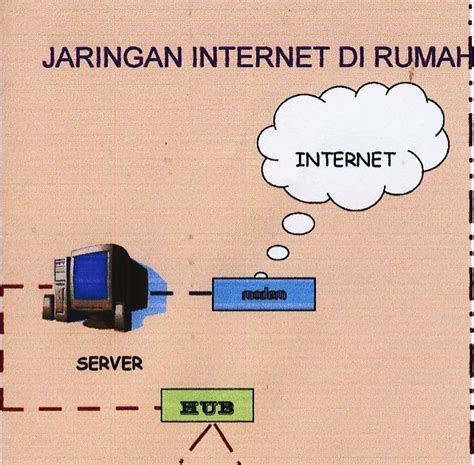 JARINGAN INTERNET DI RUMAH
INTERNET
modem
SERVER
HUB